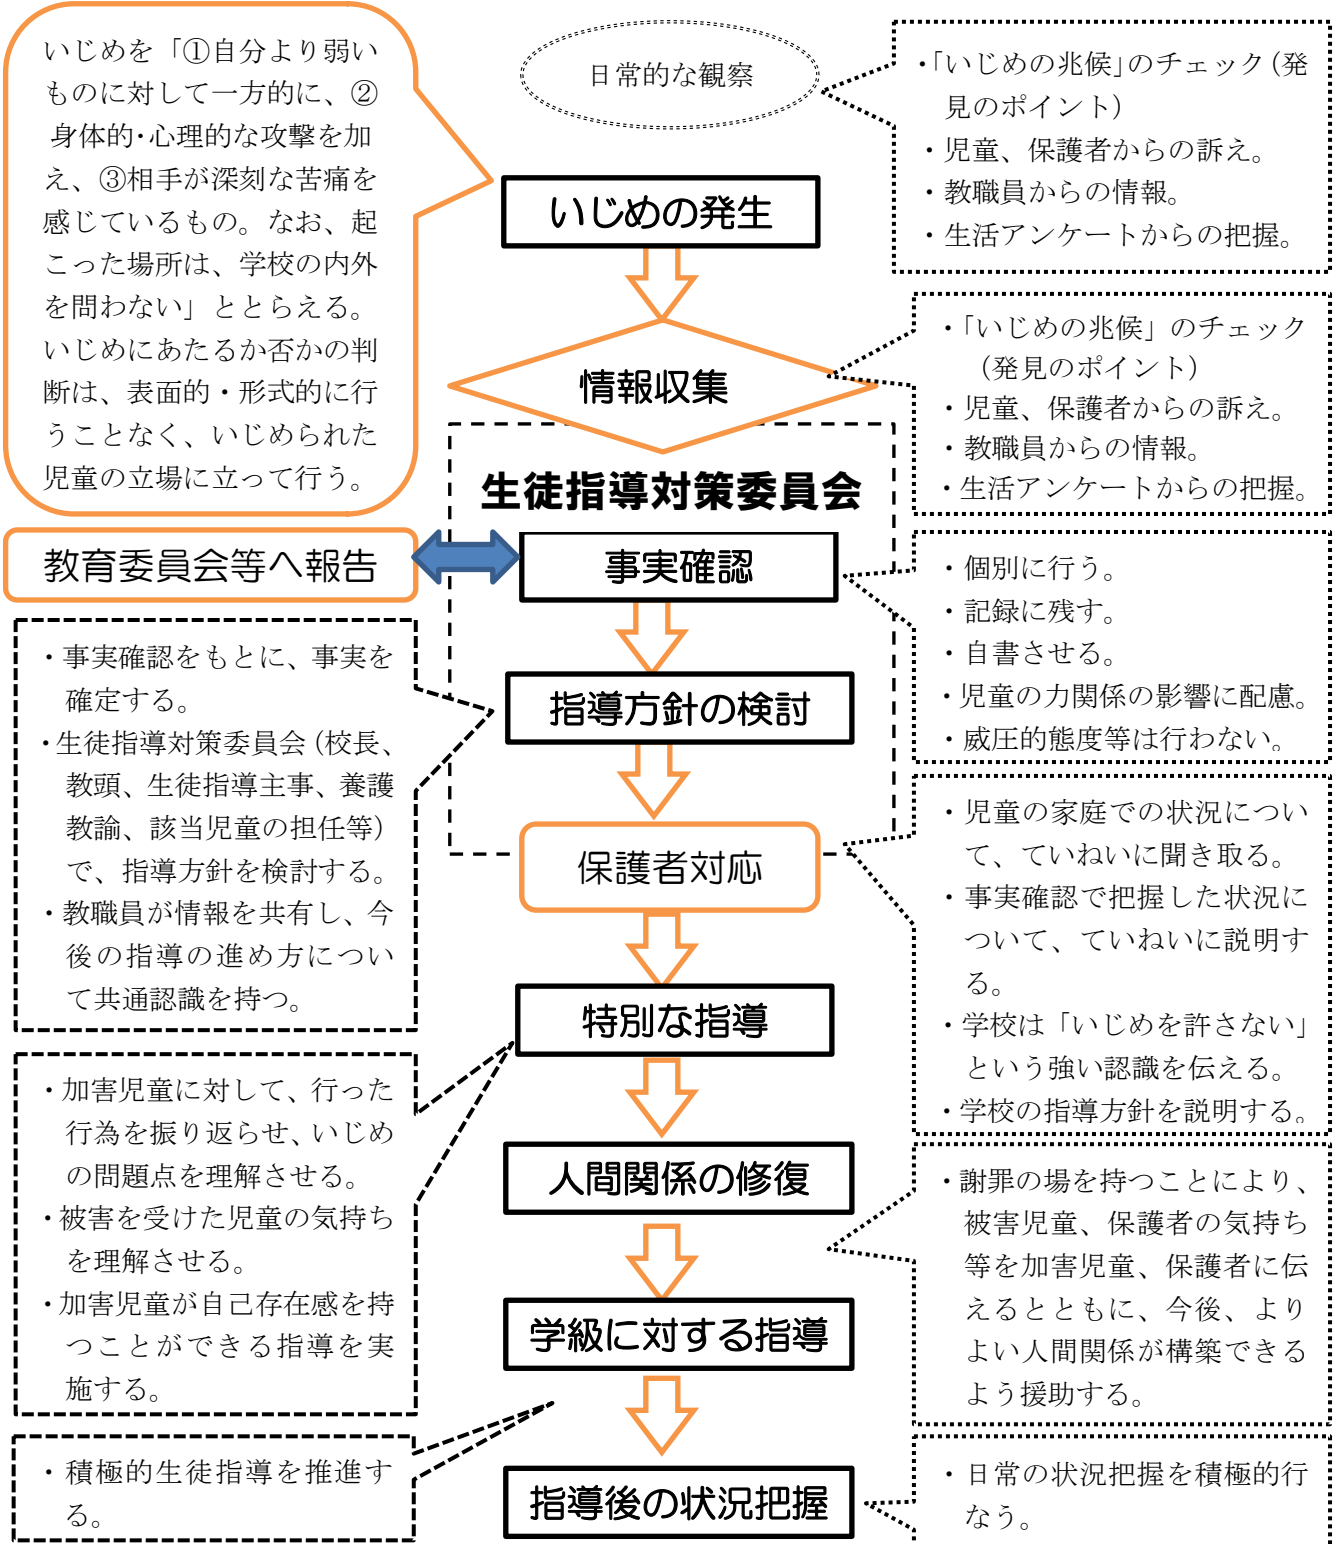 いじめを「①自分より弱い
ものに対して一方的に、②
身体的･心理的な攻撃を加
え、③相手が深刻な苦痛を
感じているもの。なお、起
こった場所は、学校の内外
を問わない」ととらえる。
いじめにあたるか否かの判
断は、表面的・形式的に行
うことなく、いじめられた
児童の立場に立って行う。
日常的な観察
・「いじめの兆候」のチェック（発
見のポイント）
・児童、保護者からの訴え。
・教職員からの情報。
・生活アンケートからの把握。
いじめの発生
情報収集
・「いじめの兆候」のチェック
（発見のポイント）
・児童、保護者からの訴え。
・教職員からの情報。
・生活アンケートからの把握。
生徒指導対策委員会
教育委員会等へ報告
事実確認
・個別に行う。
・記録に残す。
・自書させる。
・児童の力関係の影響に配慮。
・威圧的態度等は行わない。
・事実確認をもとに、事実を
確定する。
・生徒指導対策委員会（校長、
教頭、生徒指導主事、養護
教諭、該当児童の担任等）
で、指導方針を検討する。
・教職員が情報を共有し、今
後の指導の進め方につい
て共通認識を持つ。
指導方針の検討
保護者対応
・児童の家庭での状況につい
て、ていねいに聞き取る。
・事実確認で把握した状況に
ついて、ていねいに説明す
る。
・学校は「いじめを許さない」
という強い認識を伝える。
・学校の指導方針を説明する。
特別な指導
・加害児童に対して、行った
行為を振り返らせ、いじめ
の問題点を理解させる。
・被害を受けた児童の気持ち
を理解させる。
・加害児童が自己存在感を持
つことができる指導を実
施する。
人間関係の修復
・謝罪の場を持つことにより、
被害児童、保護者の気持ち
等を加害児童、保護者に伝
えるとともに、今後、より
よい人間関係が構築できる
よう援助する。
学級に対する指導
・積極的生徒指導を推進す
る。
指導後の状況把握
・日常の状況把握を積極的行
なう。